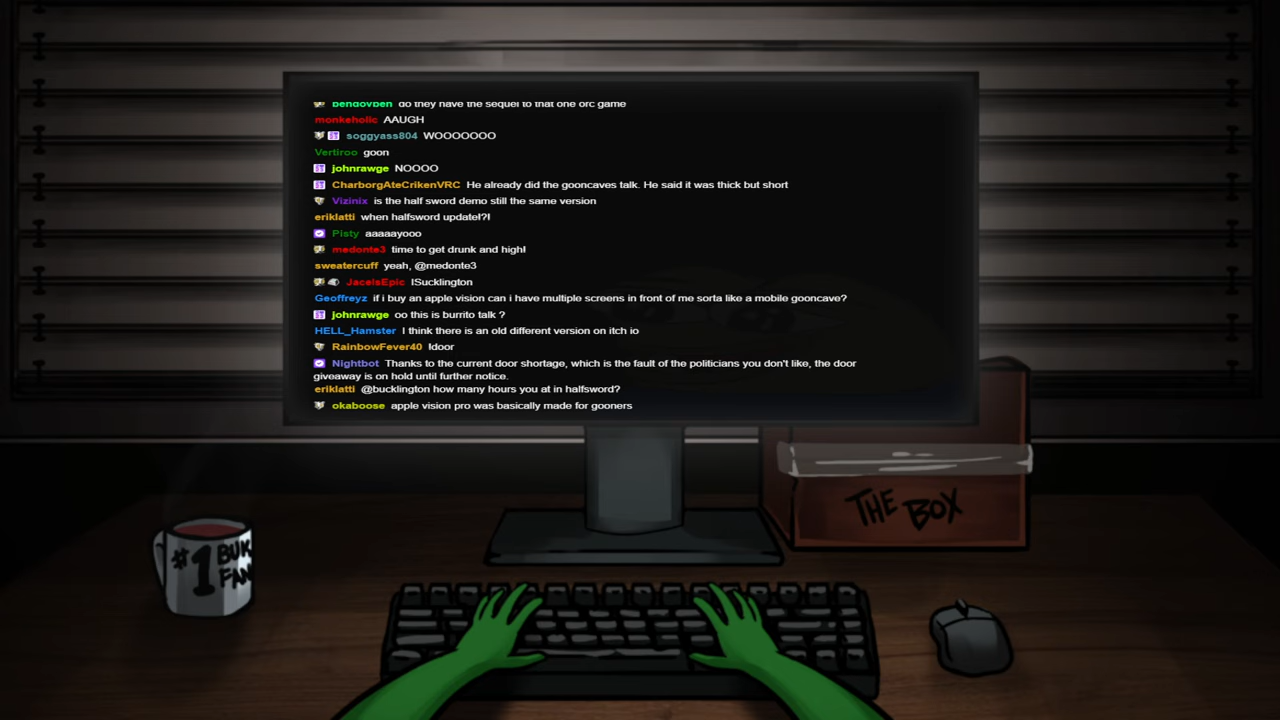 bendovben do they have the sequel to that one orc game
monkeholic AAUGH
soggyass804 WOOOOOOO
Vertiroo goon
johnrawge NOOOO
CharborgAteCrikenVRC He already did the gooncaves talk. He said it was thick but short
Vizinix is the half sword demo still the same version
eriklatti when halfsword update!?!
Pisty aaaaayooo
medonte3 time to get drunk and high!
sweatercuff yeah, @medonte3
JaceIsEpic !Sucklington
Geoffreyz if i buy an apple vision can i have multiple screens in front of me sorta like a mobile gooncave?
johnrawge oo this is burrito talk ?
HELL_Hamster I think there is an old different version on itch io
RainbowFever40 !door
Nightbot Thanks to the current door shortage, which is the fault of the politicians you don't like, the door
giveaway is on hold until further notice.
eriklatti @bucklington how many hours you at in halfsword?
okaboose apple vision pro was basically made for gooners
THE BOX
#1 BUK
FAN